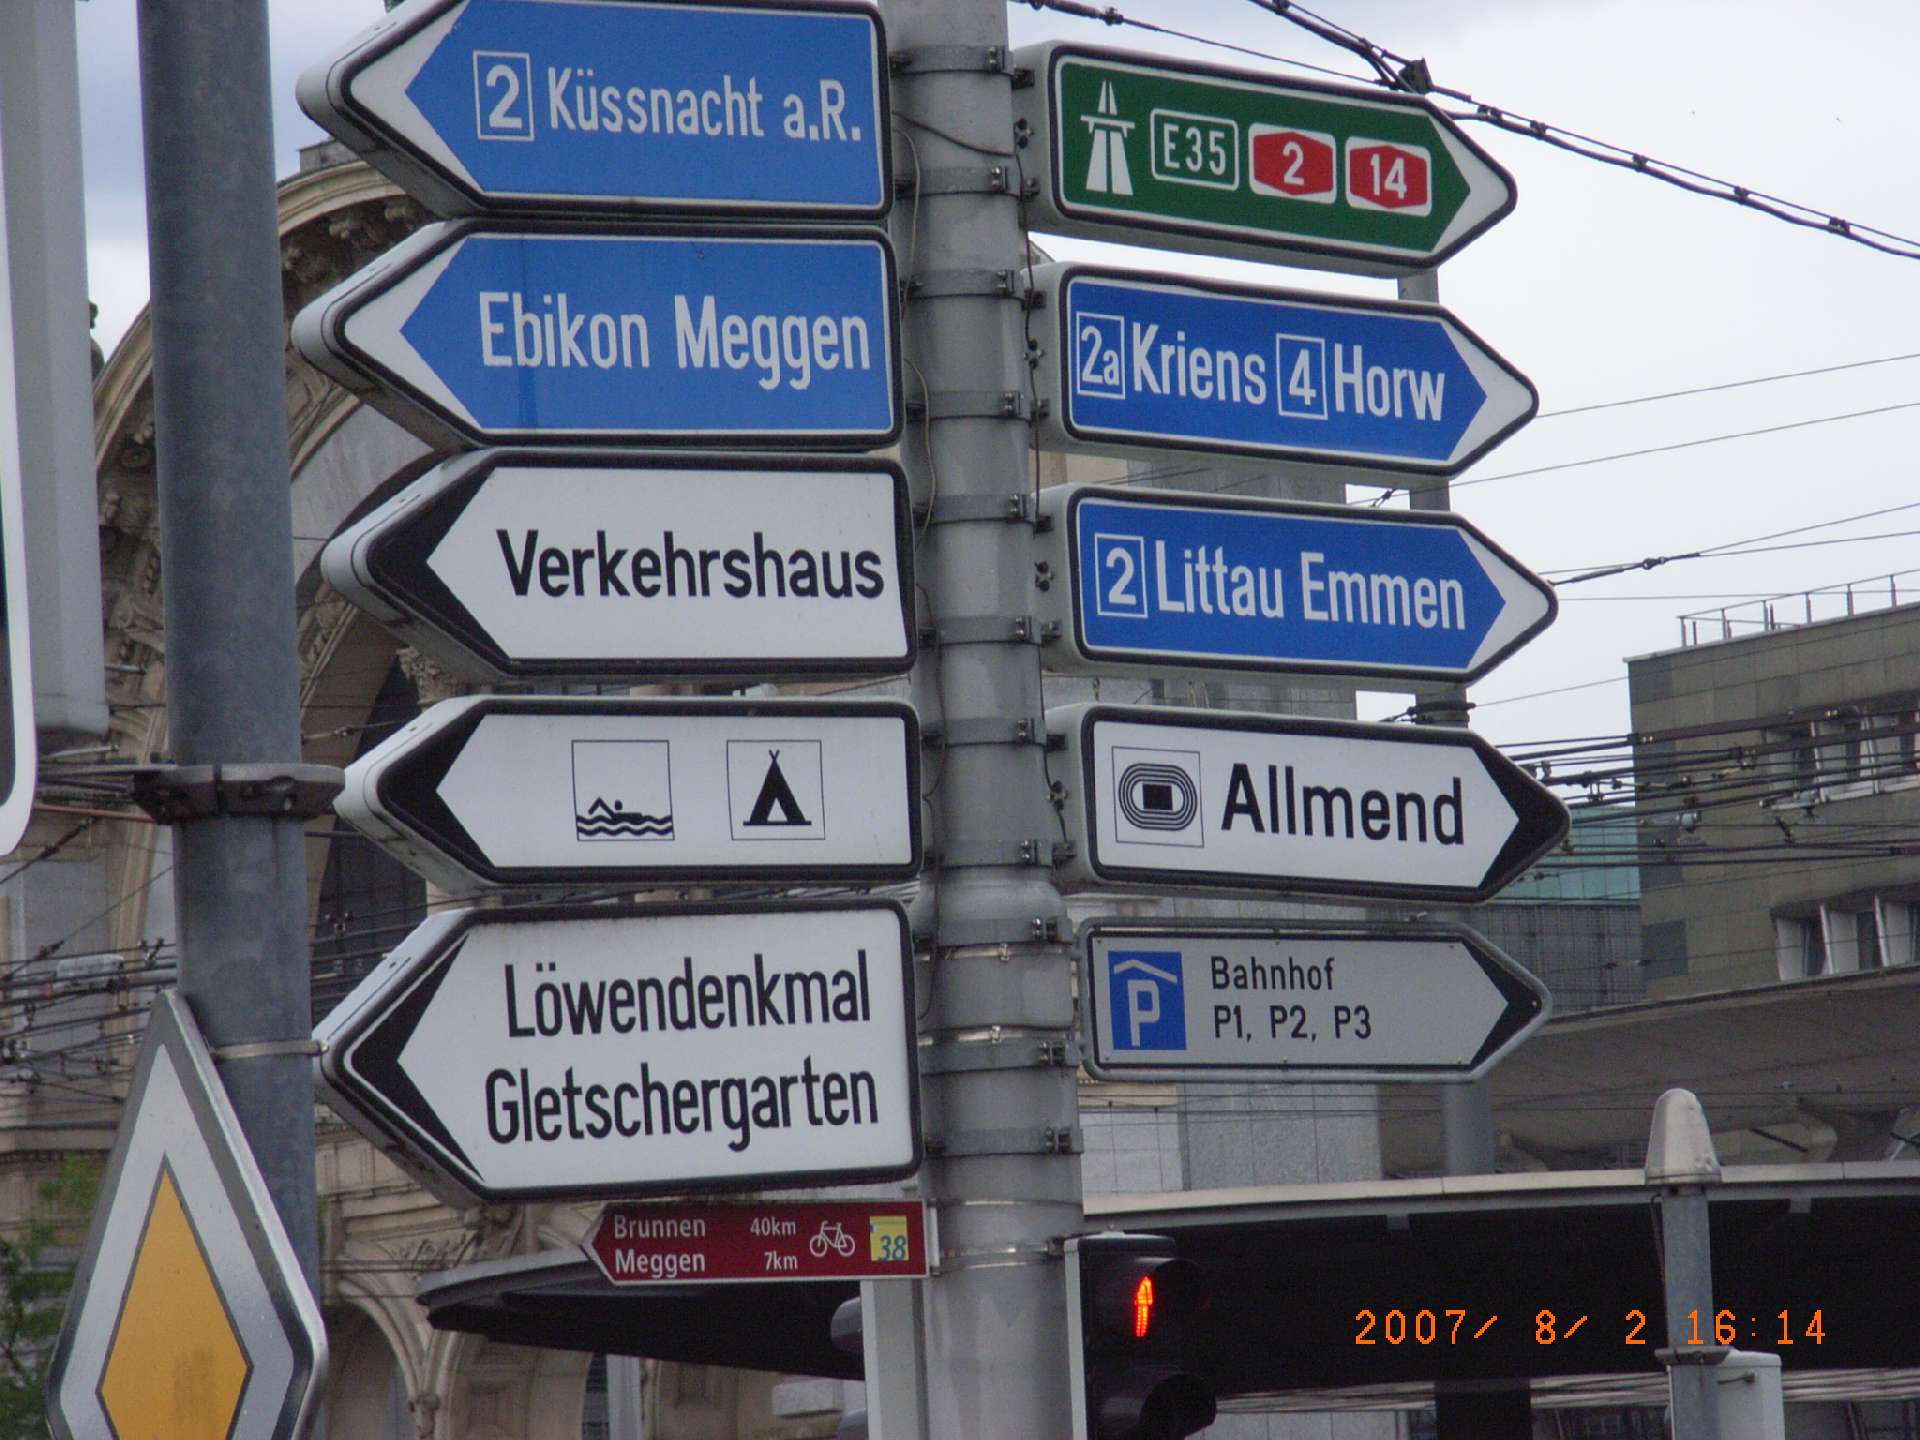 2 Küssnacht a.R.
Ebikon Meggen
Verkehrshaus
Löwendenkmal
Gletschergarten
Brunnen 40km
Meggen 7km
38
E35 2 14
2a Kriens 4 Horw
2 Littau Emmen
Allmend
P Bahnhof
P1, P2, P3
2007/ 8/ 2 16:14